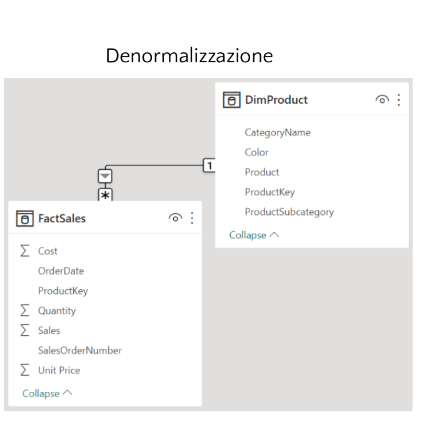 Denormalizzazione
DimProduct
CategoryName
Color
Product
ProductKey
ProductSubcategory
Collapse
1
*
FactSales
Σ Cost
OrderDate
ProductKey
Σ Quantity
Σ Sales
SalesOrderNumber
Σ Unit Price
Collapse